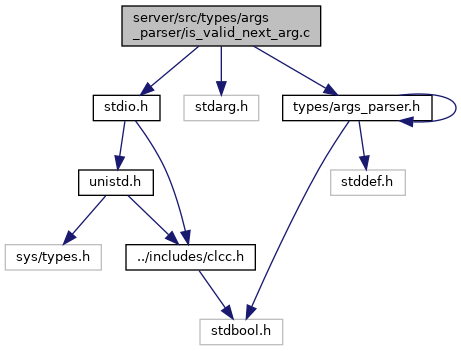 server/src/types/args
_parser/is_valid_next_arg.c
stdio.h
stdarg.h
types/args_parser.h
unistd.h
stddef.h
sys/types.h
../includes/clcc.h
stdbool.h